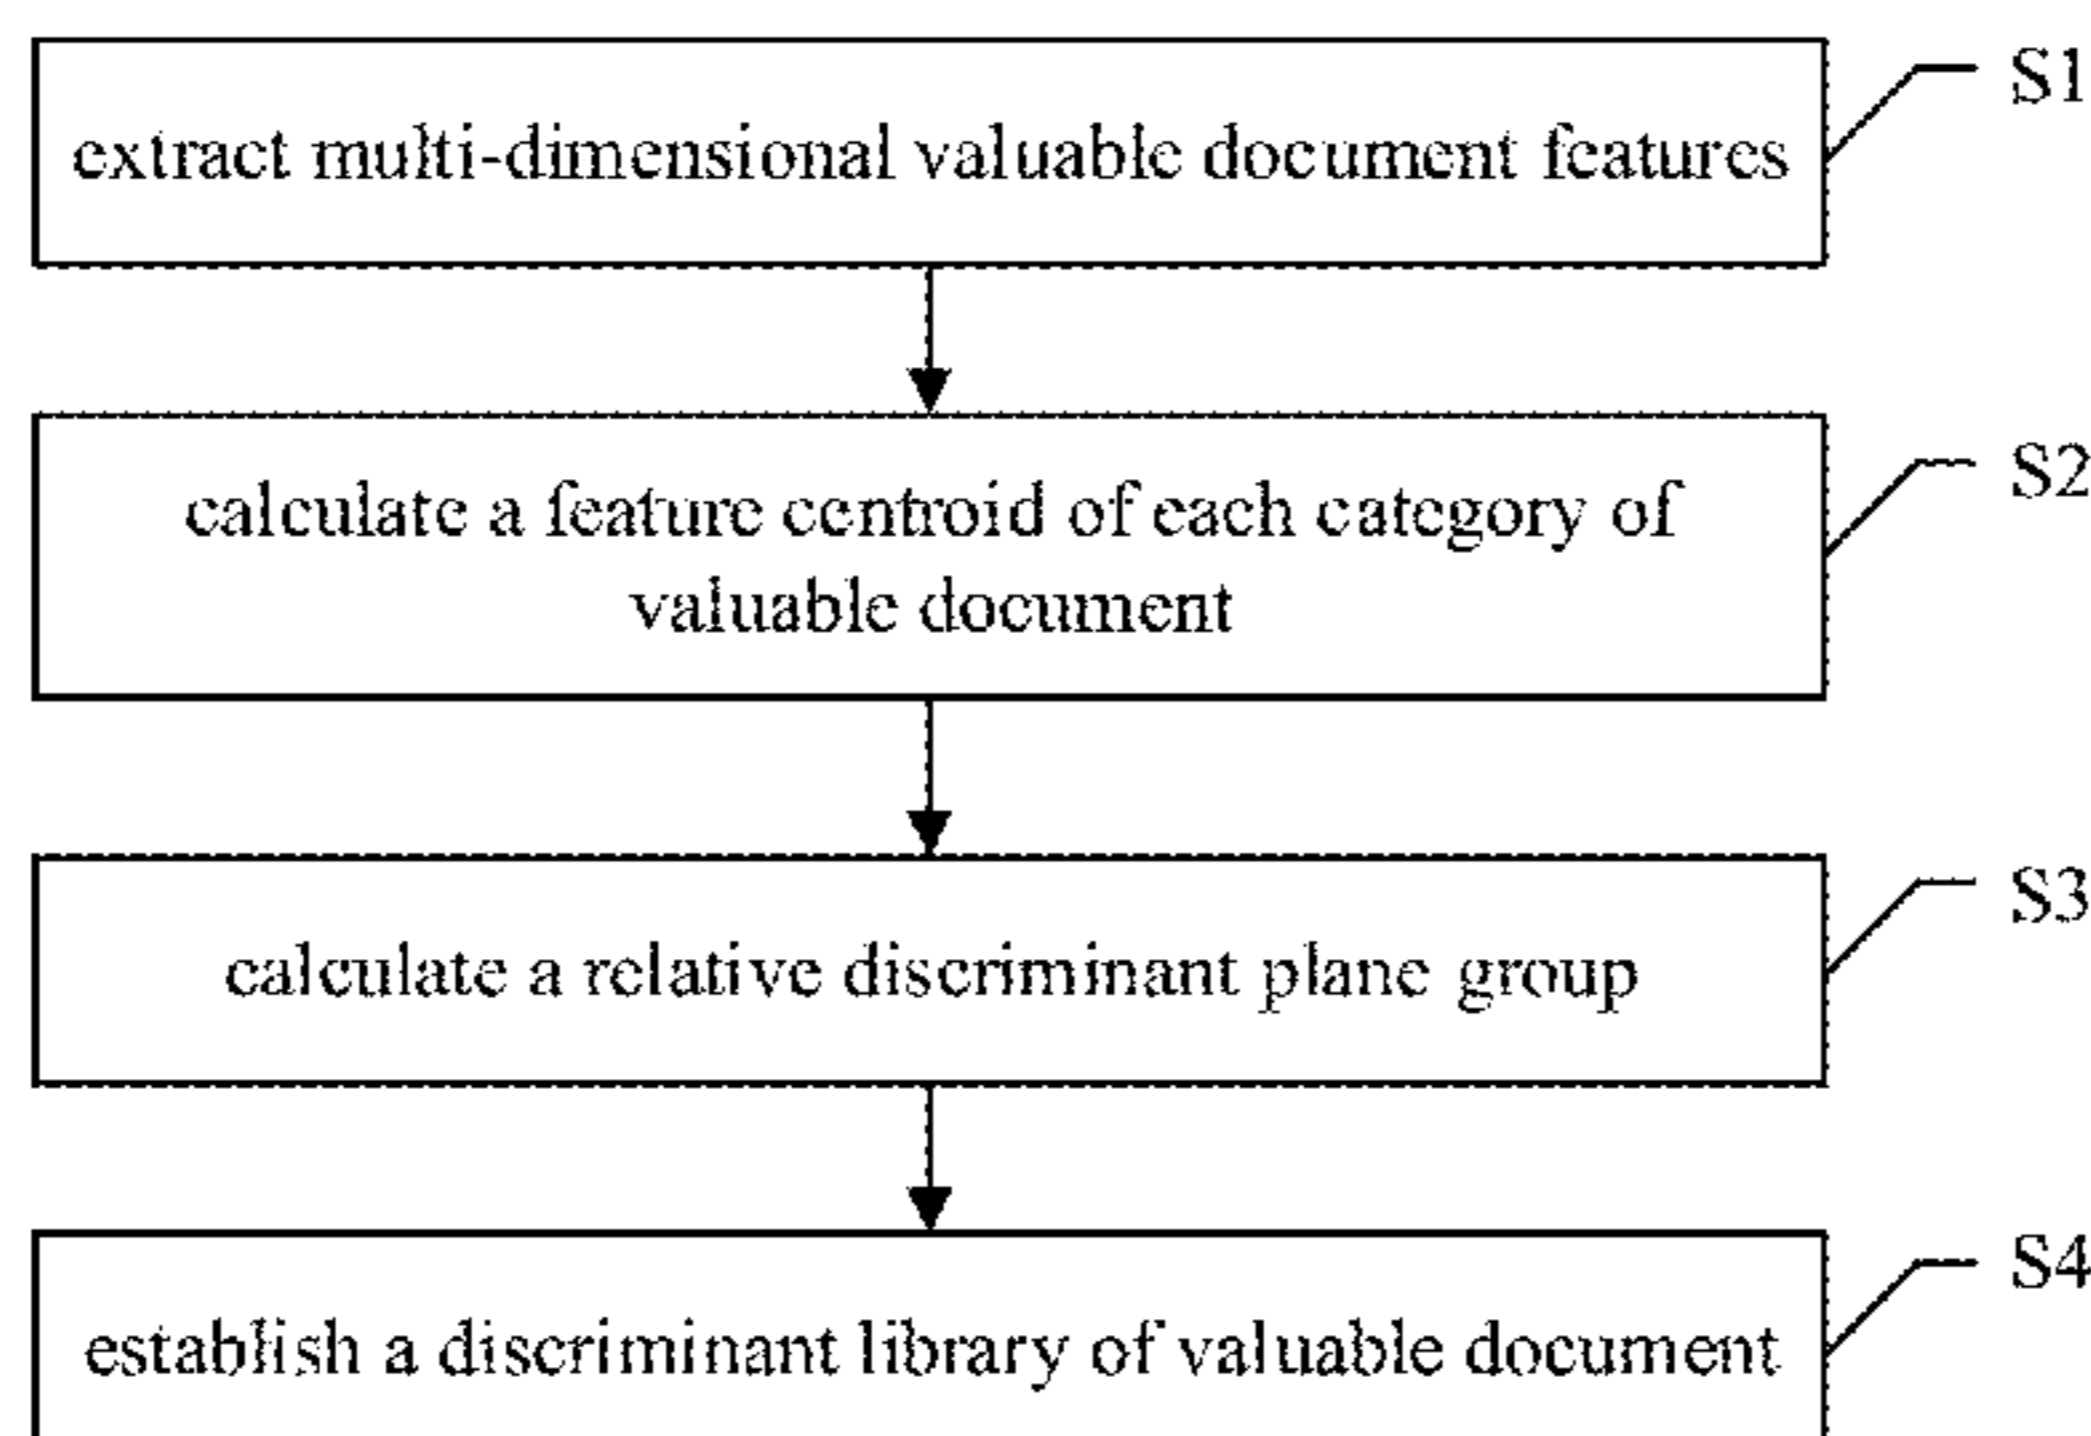 S1
extract multi-dimensional valuable document features
S2
calculate a feature centroid of each category of
valuable document
S3
calculate a relative discriminant plane group
S4
establish a discriminant library of valuable document